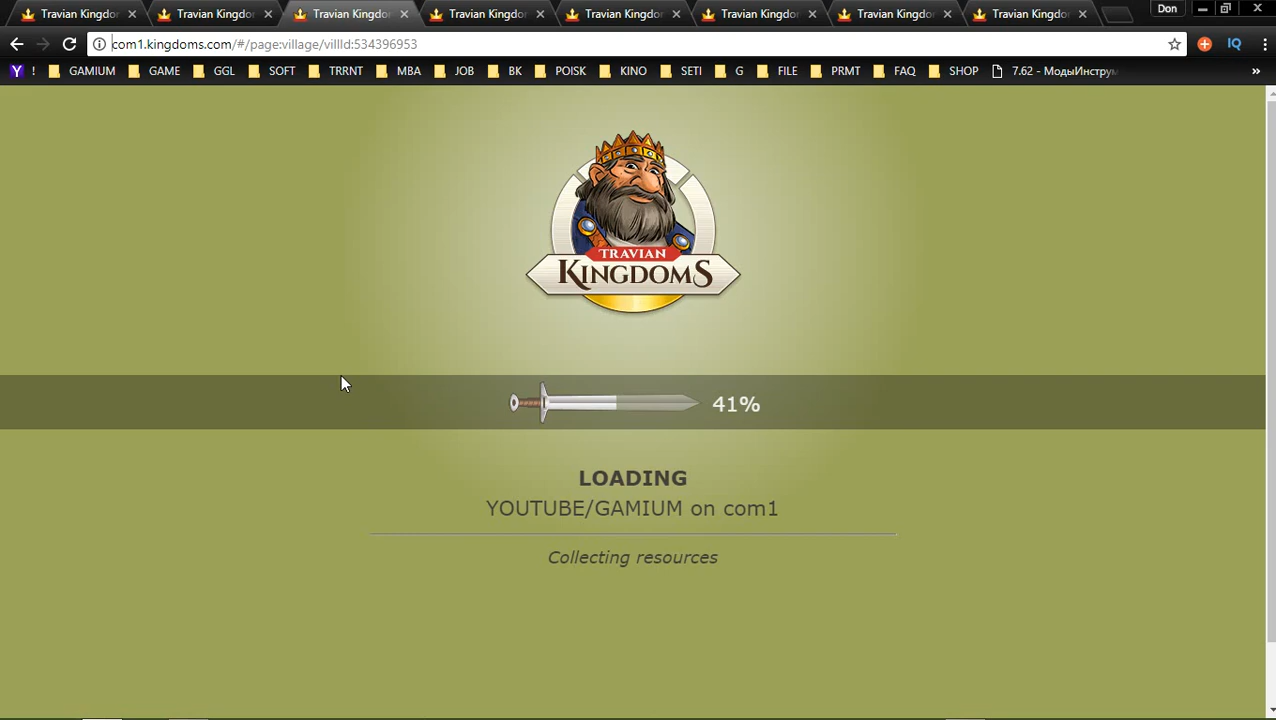 Travian Kingdo Travian Kingdo Travian Kingdo Travian Kingdo Travian Kingdo Travian Kingdo Travian Kingdo Travian Kingdo Don
com1.kingdoms.com/#/page:village/villId:534396953 IQ
Y ! GAMIUM GAME GGL SOFT TRRNT MBA JOB BK POISK KINO SETI G FILE PRMT FAQ SHOP 7.62 - МодыИнструм »
TRAVIAN
KINGDOMS
41%
LOADING
YOUTUBE/GAMIUM on com1
Collecting resources